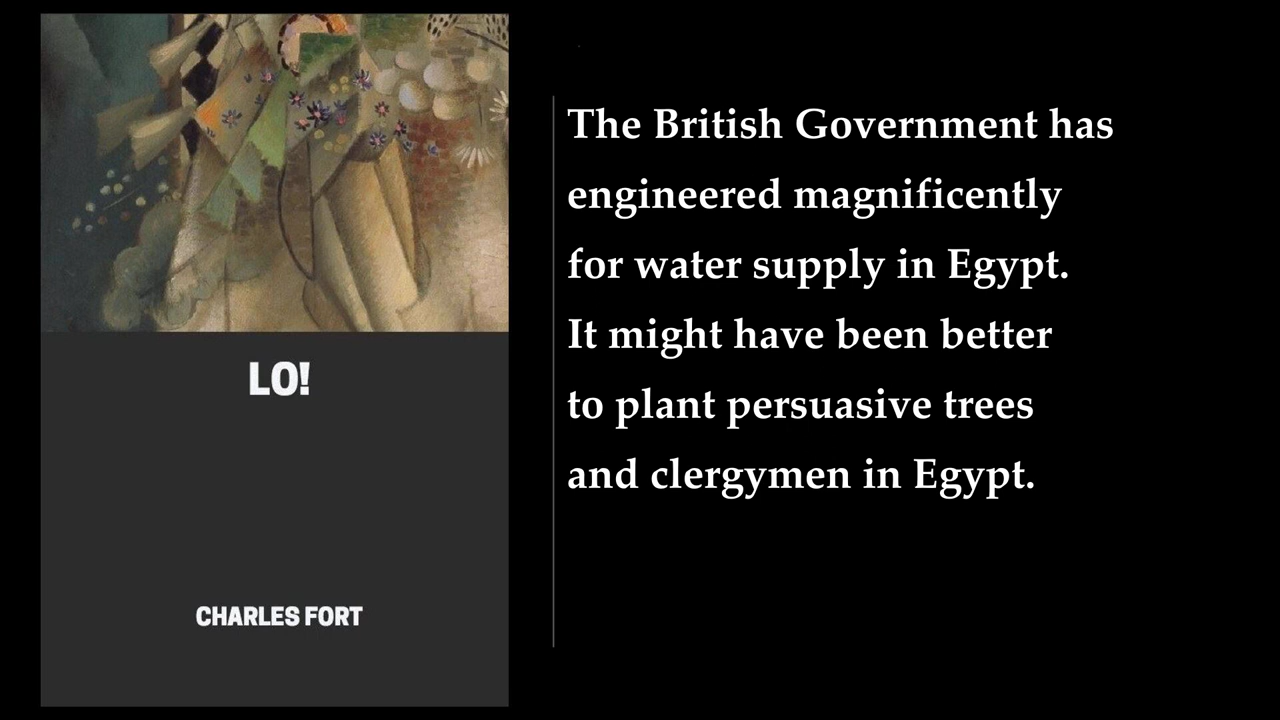 LO!
CHARLES FORT
The British Government has
engineered magnificently
for water supply in Egypt.
It might have been better
to plant persuasive trees
and clergymen in Egypt.